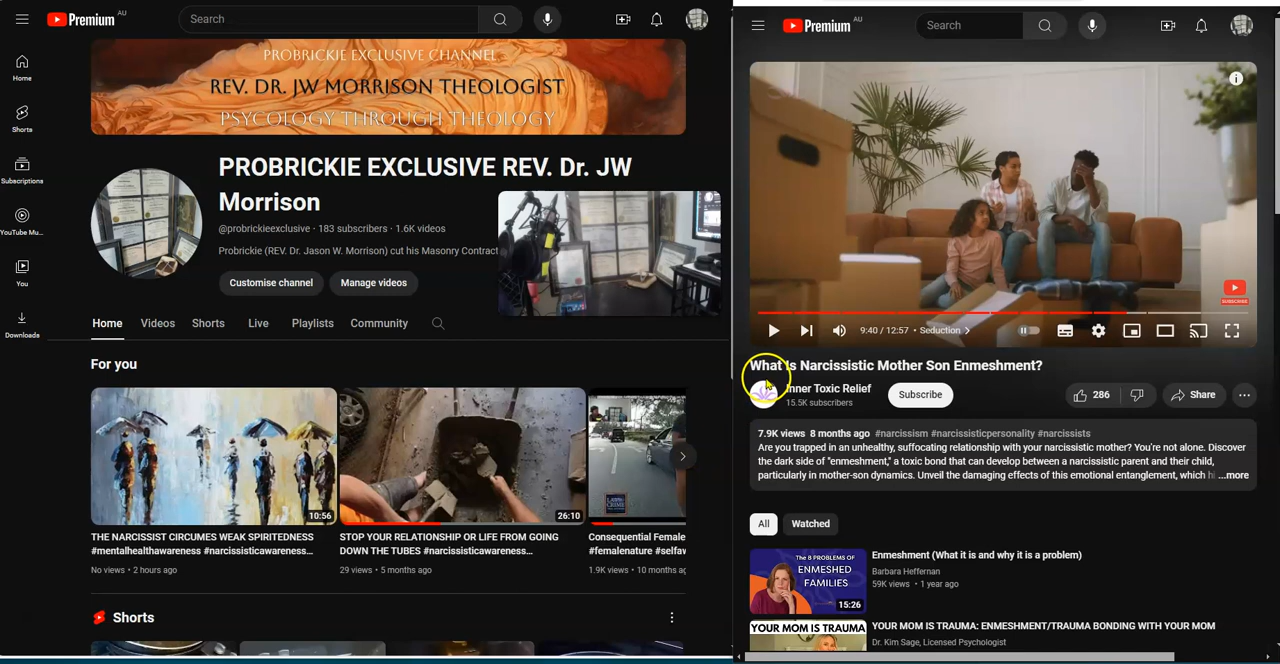 Premium AU
Search
PROBRICKIE EXCLUSIVE CHANNEL
REV. DR. JW MORRISON THEOLOGIST
PSYCOLOGY THROUGH THEOLOGY
Home
Shorts
Subscriptions
YouTube Mu...
You
Downloads
PROBRICKIE EXCLUSIVE REV. Dr. JW
Morrison
@probrickieexclusive · 183 subscribers · 1.6K videos
Probrickie (REV. Dr. Jason W. Morrison) cut his Masonry Contract
Customise channel
Manage videos
Home
Videos
Shorts
Live
Playlists
Community
For you
10:56
26:10
THE NARCISSIST CIRCUMES WEAK SPIRITEDNESS
#mentalhealthawareness #narcissisticawareness...
No views • 2 hours ago
STOP YOUR RELATIONSHIP OR LIFE FROM GOING
DOWN THE TUBES #narcissisticawareness...
29 views • 5 months ago
Consequential Female
#femalenature #selfaw
1.9K views • 10 months ag
Shorts
Premium AU
Search
SUBSCRIBE
9:40 / 12:57 • Seduction
What Is Narcissistic Mother Son Enmeshment?
Inner Toxic Relief
15.5K subscribers
Subscribe
286
Share
7.9K views 8 months ago #narcissism #narcissisticpersonality #narcissists
Are you trapped in an unhealthy, suffocating relationship with your narcissistic mother? You're not alone. Discover
the dark side of "enmeshment," a toxic bond that can develop between a narcissistic parent and their child,
particularly in mother-son dynamics. Unveil the damaging effects of this emotional entanglement, which hi ...more
All
Watched
The 8 PROBLEMS OF
ENMESHED
FAMILIES
15:26
Enmeshment (What it is and why it is a problem)
Barbara Heffernan
59K views • 1 year ago
YOUR MOM IS TRAUMA
YOUR MOM IS TRAUMA: ENMESHMENT/TRAUMA BONDING WITH YOUR MOM
Dr. Kim Sage, Licensed Psychologist